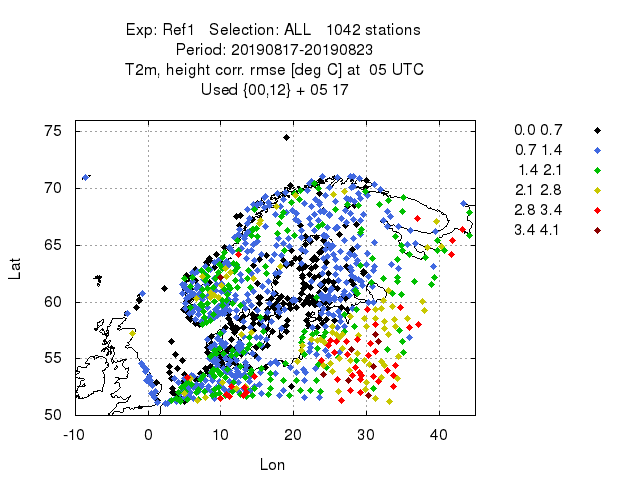 Exp: Ref1 Selection: ALL 1042 stations
Period: 20190817-20190823
T2m, height corr. rmse [deg C] at 05 UTC
Used {00,12} + 05 17
75
70
65
60
55
50
Lat
-10 0 10 20 30 40
Lon
0.0 0.7
0.7 1.4
1.4 2.1
2.1 2.8
2.8 3.4
3.4 4.1